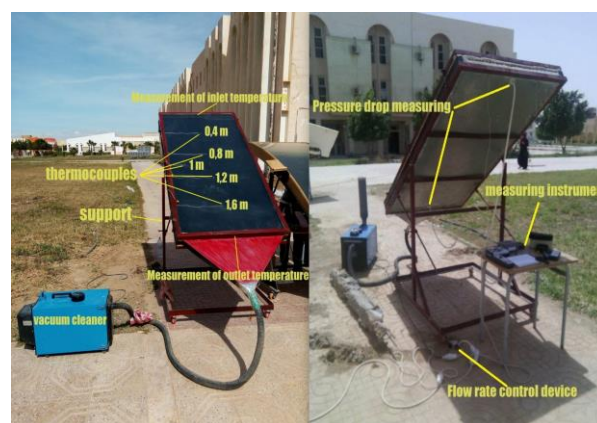 Measurement of inlet temperature
0,4 m
0,8 m
1 m
thermocouples
1,2 m
1,6 m
support
Measurement of outlet temperature
vacuum cleaner
Pressure drop measuring
measuring instrume
Flow rate control device